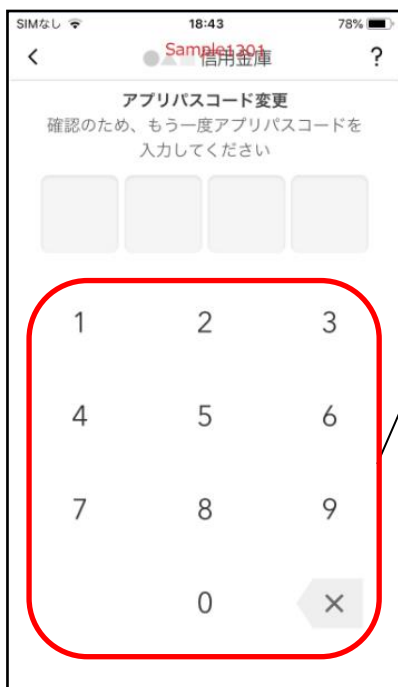 SIMなし 18:43 78%
Sample1201
●▲■信用金庫 ?
アプリパスコード変更
確認のため、もう一度アプリパスコードを
入力してください
1 2 3
4 5 6
7 8 9
0 ×